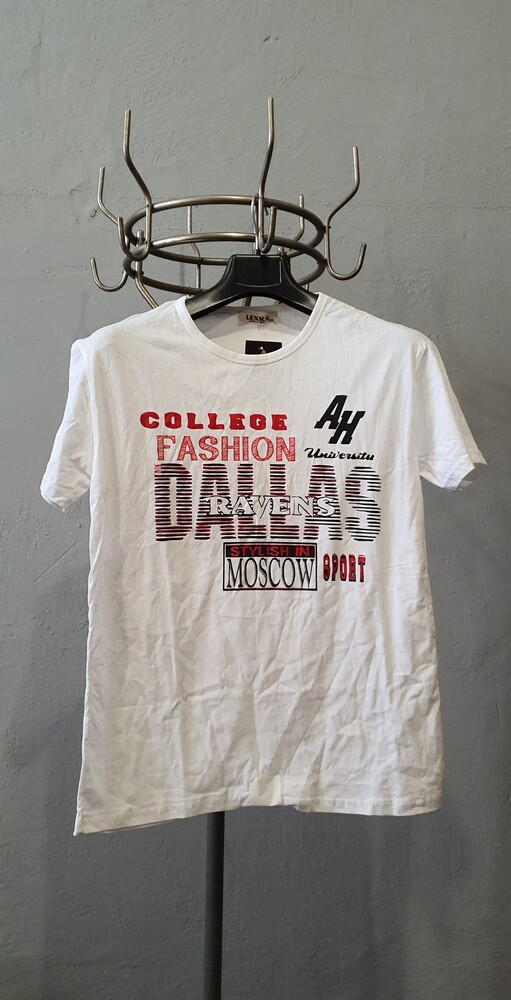 COLLEGE
AH
FASHION
University
DALLAS
RAVENS
STYLISH IN
MOSCOW
SPORT